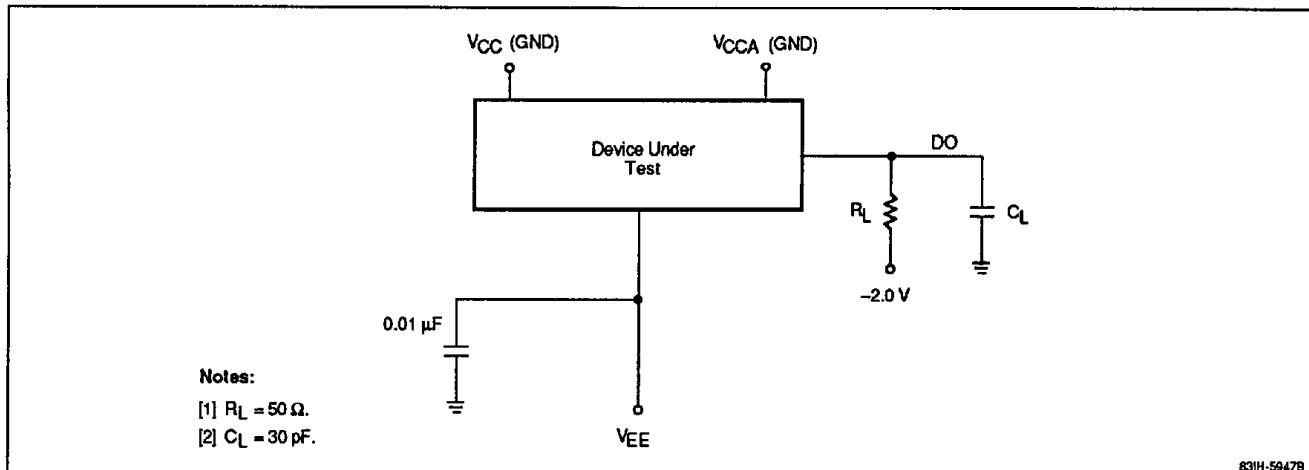 VCC (GND)
VCCA (GND)
Device Under
Test
DO
RL
CL
–2.0 V
0.01 µF
VEE
Notes:
[1] RL = 50 Ω.
[2] CL = 30 pF.
83IH-5947B